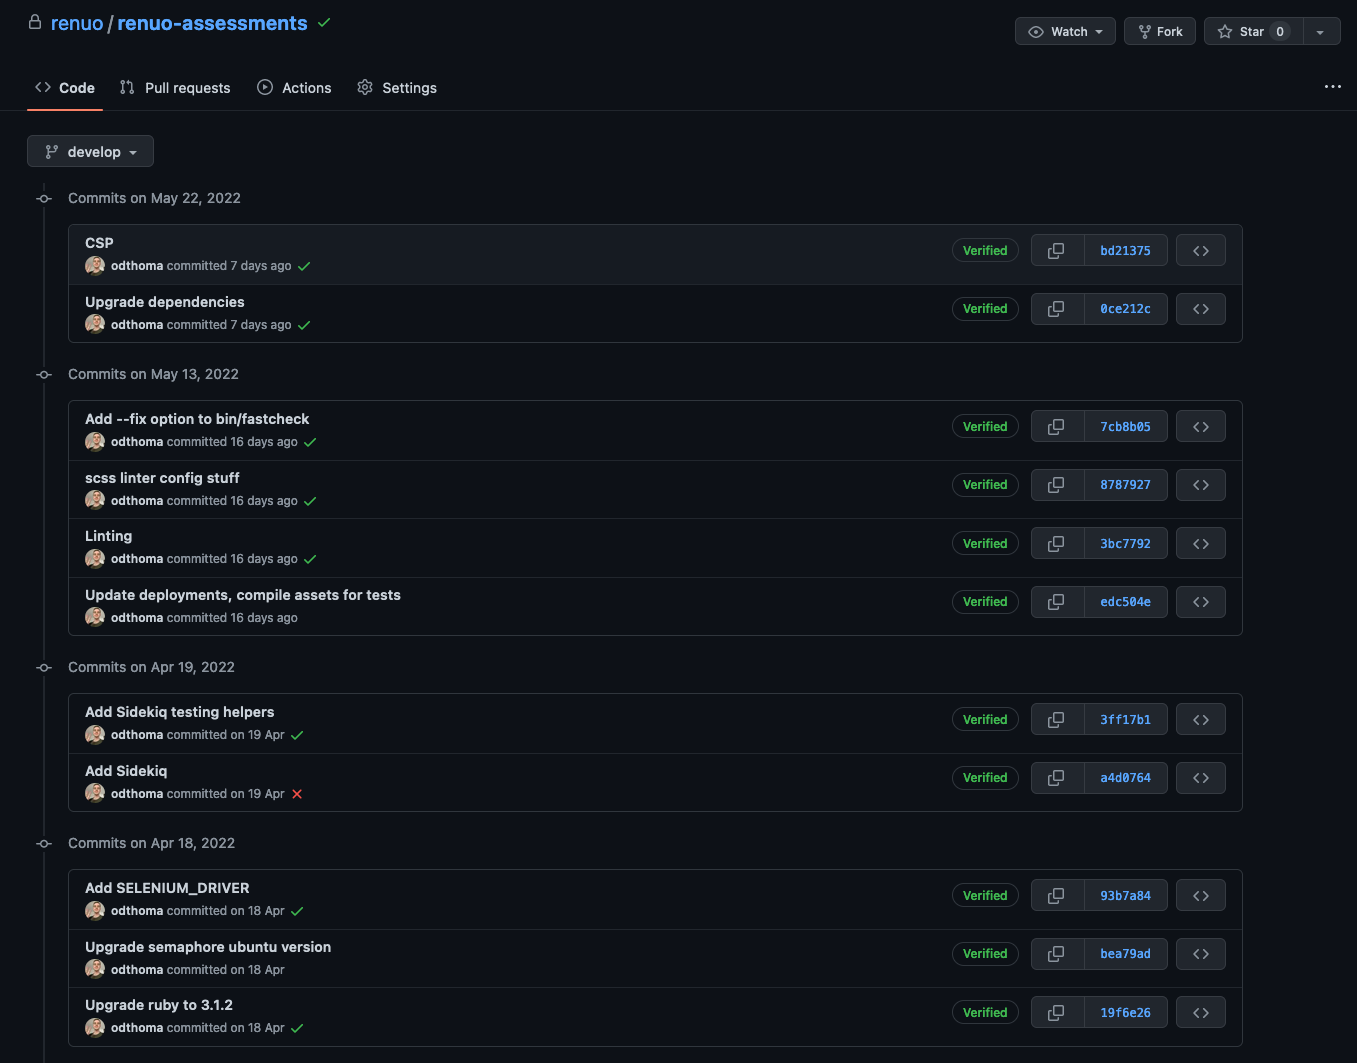 renuo / renuo-assessments
Watch
Fork
Star 0
Code
Pull requests
Actions
Settings
develop
Commits on May 22, 2022
CSP
odthoma committed 7 days ago
Verified
bd21375
Upgrade dependencies
odthoma committed 7 days ago
Verified
0ce212c
Commits on May 13, 2022
Add --fix option to bin/fastcheck
odthoma committed 16 days ago
Verified
7cb8b05
scss linter config stuff
odthoma committed 16 days ago
Verified
8787927
Linting
odthoma committed 16 days ago
Verified
3bc7792
Update deployments, compile assets for tests
odthoma committed 16 days ago
Verified
edc504e
Commits on Apr 19, 2022
Add Sidekiq testing helpers
odthoma committed on 19 Apr
Verified
3ff17b1
Add Sidekiq
odthoma committed on 19 Apr
Verified
a4d0764
Commits on Apr 18, 2022
Add SELENIUM_DRIVER
odthoma committed on 18 Apr
Verified
93b7a84
Upgrade semaphore ubuntu version
odthoma committed on 18 Apr
Verified
bea79ad
Upgrade ruby to 3.1.2
odthoma committed on 18 Apr
Verified
19f6e26